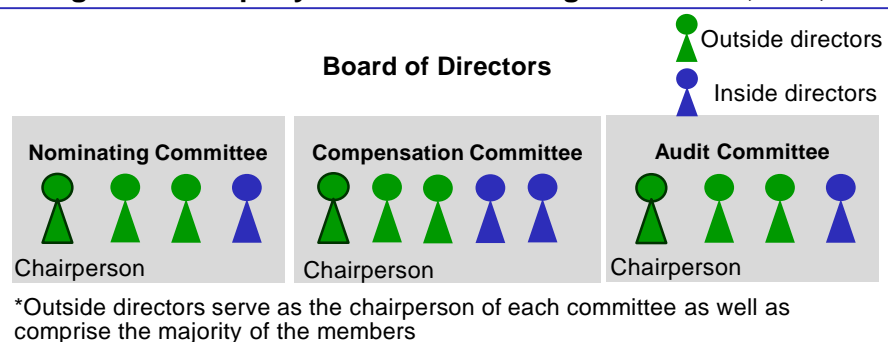 Outside directors
Board of Directors
Inside directors
Nominating Committee
Compensation Committee
Audit Committee
Chairperson
Chairperson
Chairperson
*Outside directors serve as the chairperson of each committee as well as
comprise the majority of the members